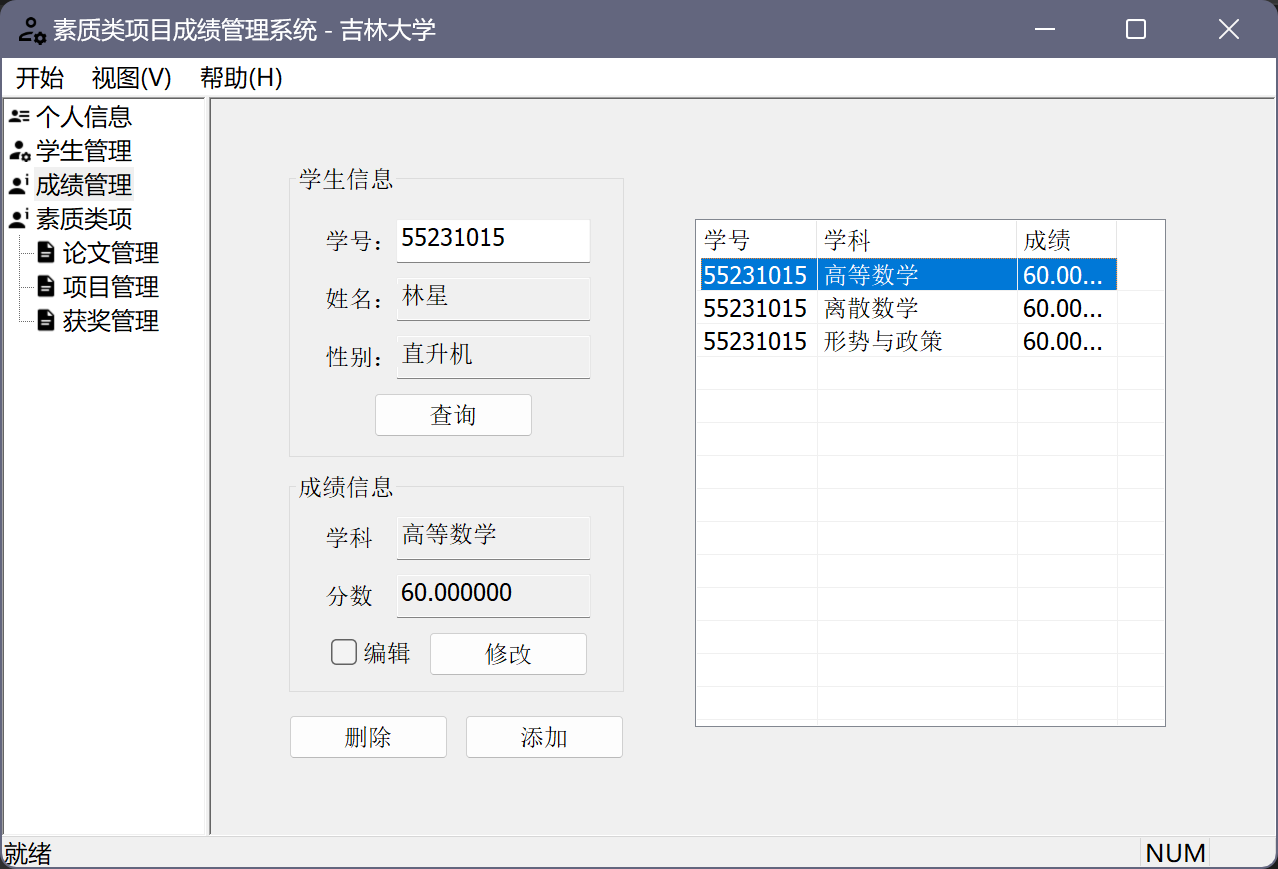 素质类项目成绩管理系统 - 吉林大学
开始 视图(V) 帮助(H)
个人信息
学生管理
成绩管理
素质类项
论文管理
项目管理
获奖管理
学生信息
学号： 55231015
姓名： 林星
性别： 直升机
查询
成绩信息
学科 高等数学
分数 60.000000
编辑 修改
删除 添加
学号 学科 成绩
55231015 高等数学 60.00...
55231015 离散数学 60.00...
55231015 形势与政策 60.00...
就绪 NUM